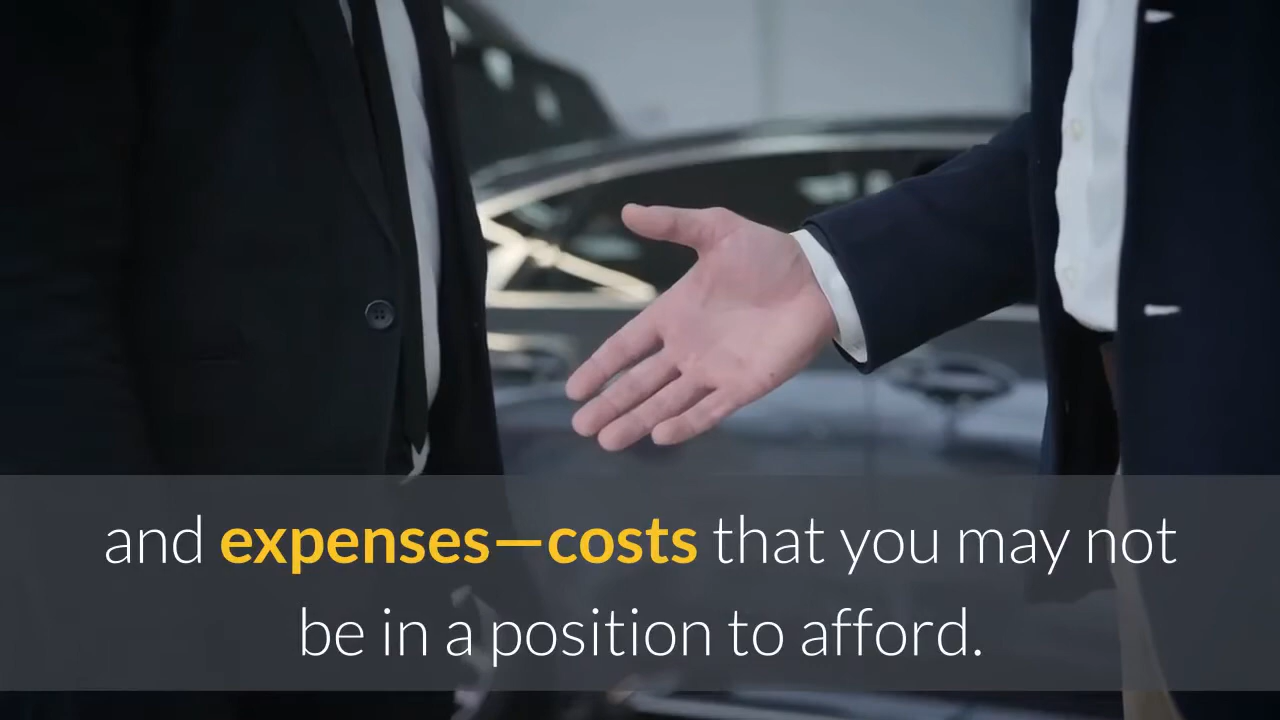 and expenses—costs that you may not
be in a position to afford.